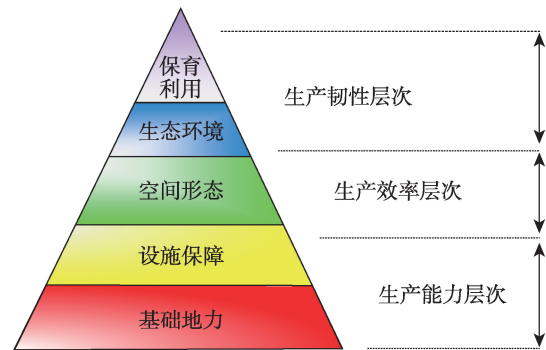 保育
利用
生产韧性层次
生态环境
空间形态
生产效率层次
设施保障
生产能力层次
基础地力